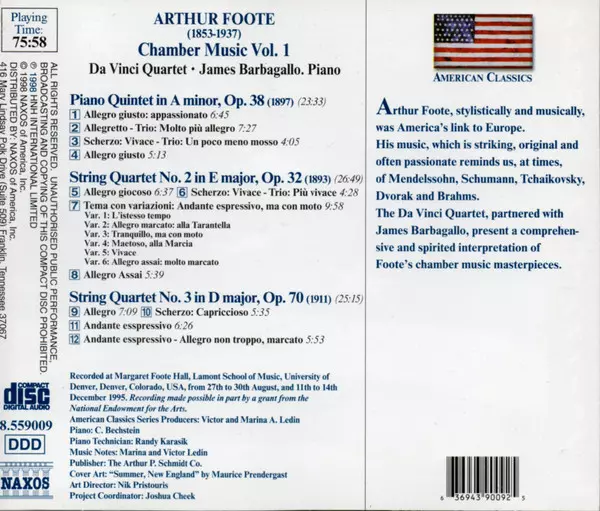 Playing
Time:
75:58
ALL RIGHTS RESERVED. UNAUTHORISED PUBLIC PERFORMANCE,
BROADCASTING AND COPYING OF THIS COMPACT DISC PROHIBITED.
℗ 1998 HNH INTERNATIONAL LIMITED
© 1998 NAXOS of America, Inc.
DISTRIBUTED BY: NAXOS of America, Inc.
416 Mary Lindsay Polk Drive (Suite 509) Franklin, Tennessee 37067
COMPACT
disc
DIGITAL AUDIO
8.559009
DDD
NAXOS
ARTHUR FOOTE
(1853-1937)
Chamber Music Vol. 1
Da Vinci Quartet • James Barbagallo. Piano
Piano Quintet in A minor, Op. 38 (1897) (23:33)
1 Allegro giusto: appassionato 6:45
2 Allegretto - Trio: Molto più allegro 7:27
3 Scherzo: Vivace - Trio: Un poco meno mosso 4:05
4 Allegro giusto 5:13
String Quartet No. 2 in E major, Op. 32 (1893) (26:49)
5 Allegro giocoso 6:37 6 Scherzo: Vivace - Trio: Più vivace 4:28
7 Tema con variazioni: Andante espressivo, ma con moto 9:58
Var. 1: L'istesso tempo
Var. 2: Allegro marcato: alla Tarantella
Var. 3: Tranquillo, ma con moto
Var. 4: Maetoso, alla Marcia
Var. 5: Vivace
Var. 6: Allegro assai: molto marcato
8 Allegro Assai 5:39
String Quartet No. 3 in D major, Op. 70 (1911) (25:15)
9 Allegro 7:09 10 Scherzo: Capriccioso 5:35
11 Andante esspressivo 6:26
12 Andante esspressivo - Allegro non troppo, marcato 5:53
Recorded at Margaret Foote Hall, Lamont School of Music, University of
Denver, Denver, Colorado, USA, from 27th to 30th August, and 11th to 14th
December 1995. Recording made possible in part by a grant from the
National Endowment for the Arts.
American Classics Series Producers: Victor and Marina A. Ledin
Piano: C. Bechstein
Piano Technician: Randy Karasik
Music Notes: Marina and Victor Ledin
Publisher: The Arthur P. Schmidt Co.
Cover Art: "Summer, New England" by Maurice Prendergast
Art Director: Nik Pristouris
Project Coordinator: Joshua Cheek
AMERICAN CLASSICS
Arthur Foote, stylistically and musically,
was America's link to Europe.
His music, which is striking, original and
often passionate reminds us, at times,
of Mendelssohn, Schumann, Tchaikovsky,
Dvorak and Brahms.
The Da Vinci Quartet, partnered with
James Barbagallo, present a comprehen-
sive and spirited interpretation of
Foote's chamber music masterpieces.
6 36943 90092 5